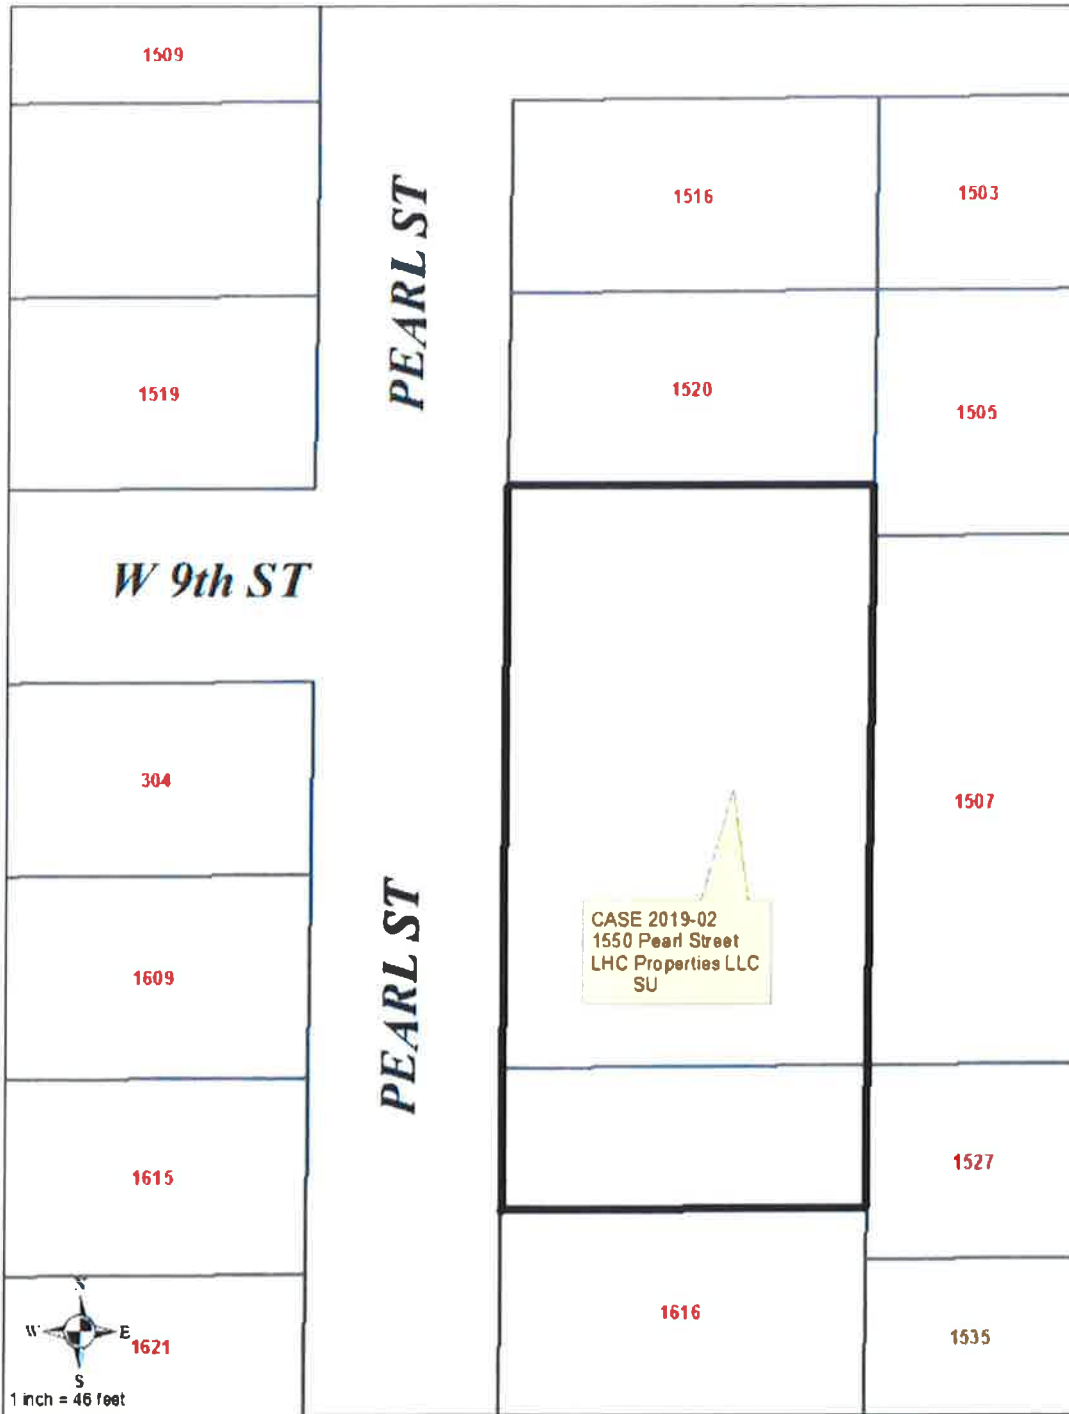 1509
1516
1503
PEARL ST
1519
1520
1505
W 9th ST
304
1507
CASE 2019-02
1550 Pearl Street
LHC Properties LLC
SU
PEARL ST
1609
1615
1527
N
W
E
S
1621
1616
1535
1 inch = 46 feet